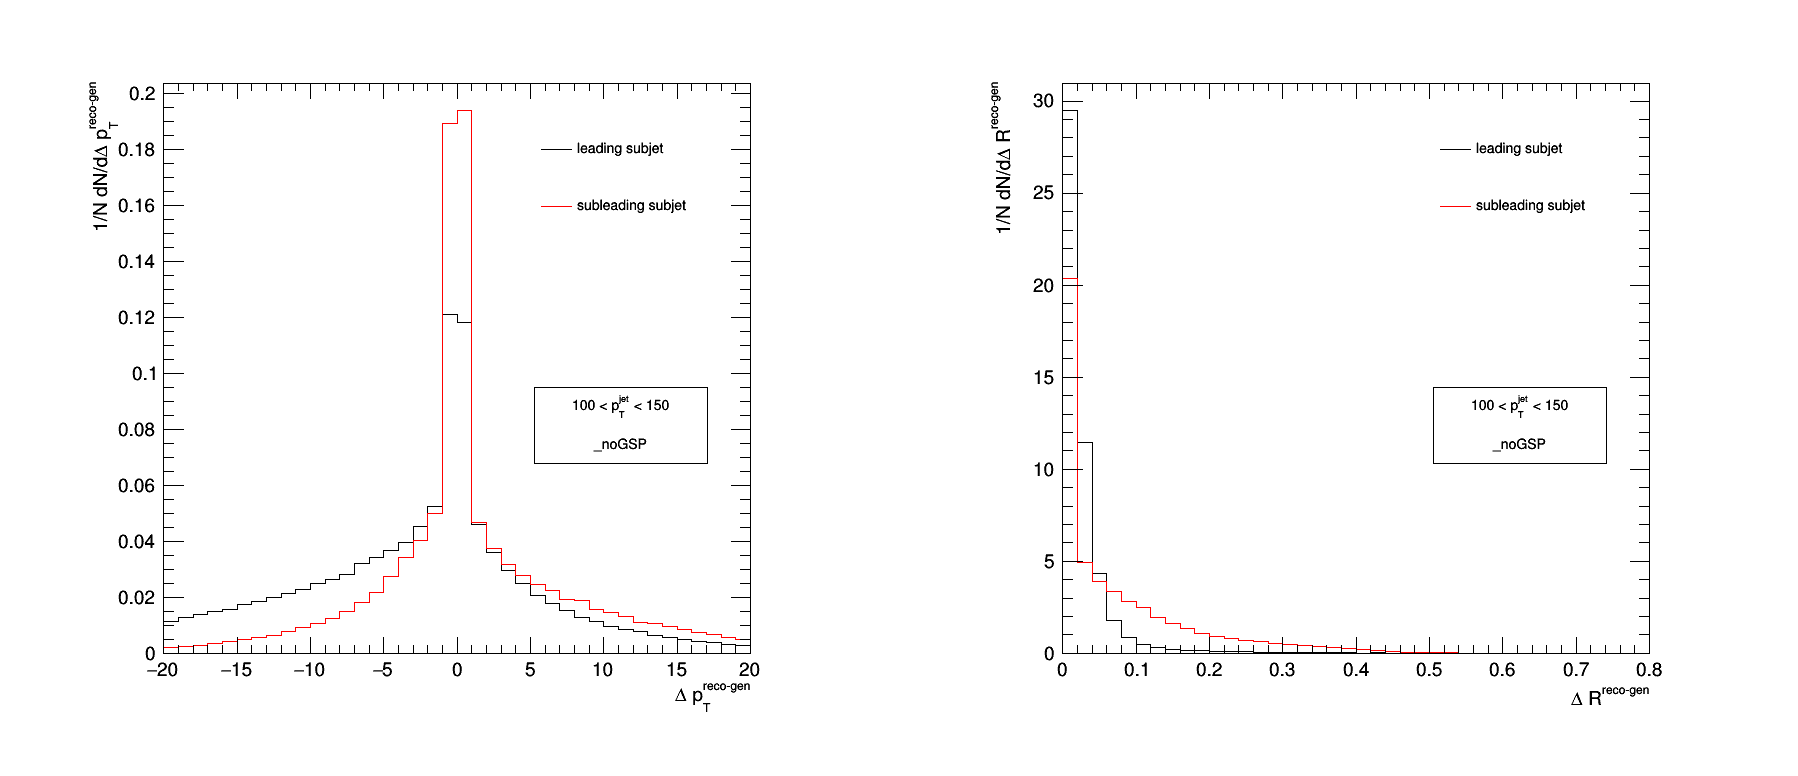 1/N dN/dΔ p_T^reco-gen
0.2
0.18
0.16
0.14
0.12
0.1
0.08
0.06
0.04
0.02
0
leading subjet
subleading subjet
100 < p_T^jet < 150
_noGSP
−20 −15 −10 −5 0 5 10 15 20
Δ p_T^reco-gen
1/N dN/dΔ R^reco-gen
30
25
20
15
10
5
0
leading subjet
subleading subjet
100 < p_T^jet < 150
_noGSP
0 0.1 0.2 0.3 0.4 0.5 0.6 0.7 0.8
Δ R^reco-gen